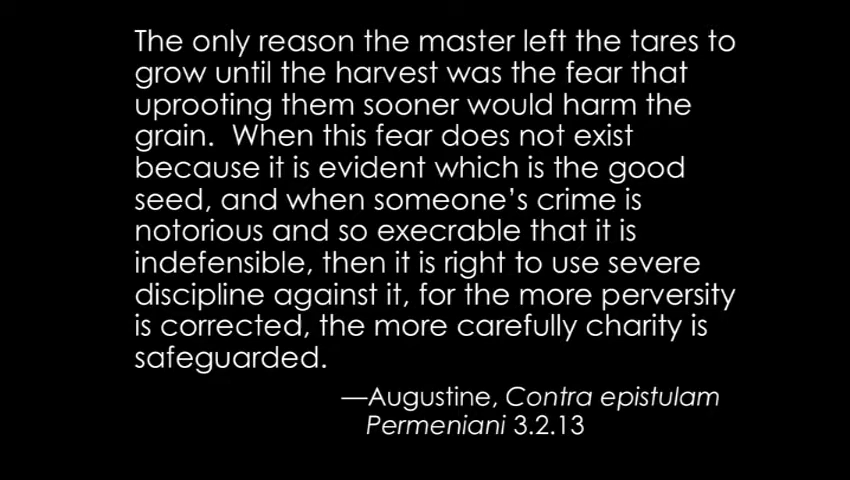 The only reason the master left the tares to
grow until the harvest was the fear that
uprooting them sooner would harm the
grain.  When this fear does not exist
because it is evident which is the good
seed, and when someone’s crime is
notorious and so execrable that it is
indefensible, then it is right to use severe
discipline against it, for the more perversity
is corrected, the more carefully charity is
safeguarded.
—Augustine, Contra epistulam
Permeniani 3.2.13